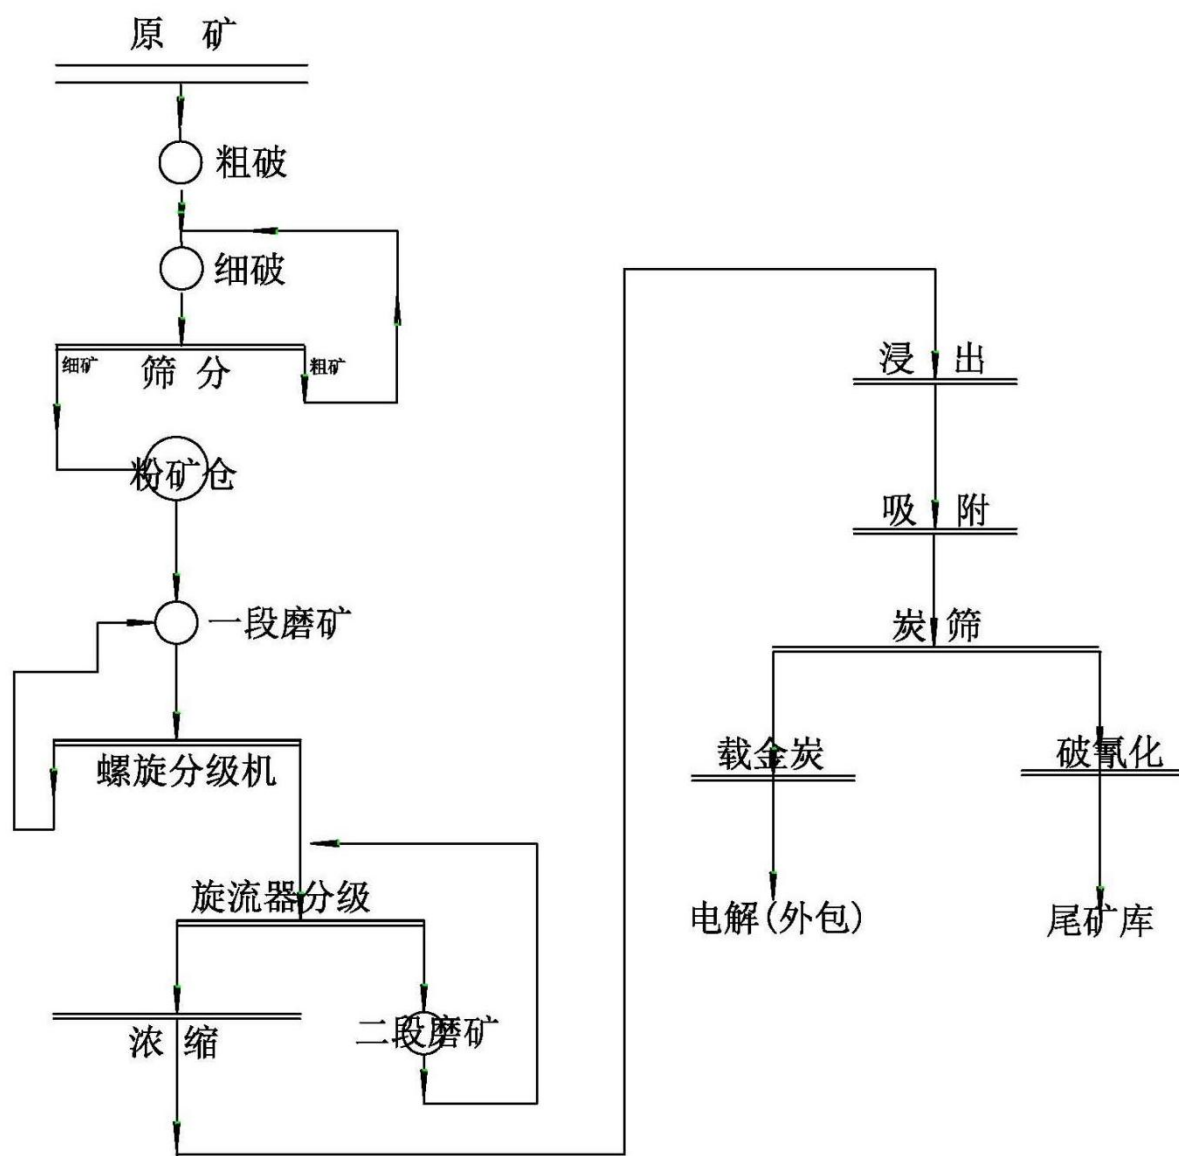 原 矿
粗破
细破
细矿
筛 分
粗矿
粉矿仓
一段磨矿
螺旋分级机
旋流器分级
浓 缩
二段磨矿
浸 出
吸 附
炭 筛
载金炭
破氰化
电解(外包)
尾矿库